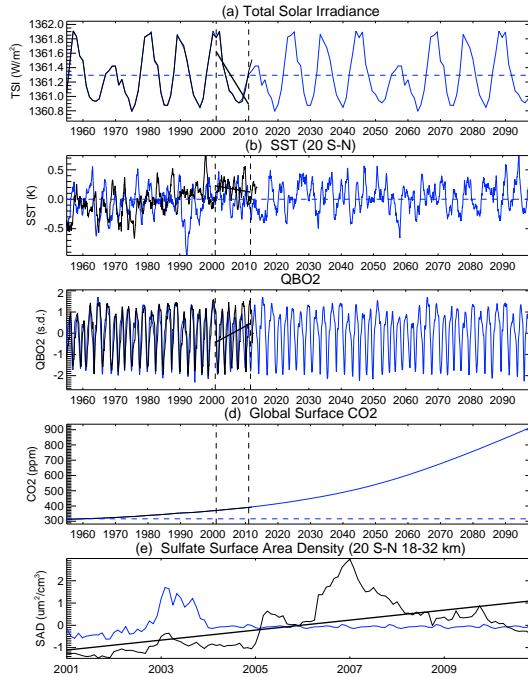 (a) Total Solar Irradiance
TSI (W/m²)
1362.0
1361.8
1361.6
1361.4
1361.2
1361.0
1360.8
1960 1970 1980 1990 2000 2010 2020 2030 2040 2050 2060 2070 2080 2090
(b) SST (20 S-N)
SST (K)
0.5
0.0
-0.5
1960 1970 1980 1990 2000 2010 2020 2030 2040 2050 2060 2070 2080 2090
QBO2
QBO2 (s.d.)
2
1
0
-1
-2
1960 1970 1980 1990 2000 2010 2020 2030 2040 2050 2060 2070 2080 2090
(d) Global Surface CO2
CO2 (ppm)
900
800
700
600
500
400
300
1960 1970 1980 1990 2000 2010 2020 2030 2040 2050 2060 2070 2080 2090
(e) Sulfate Surface Area Density (20 S-N 18-32 km)
SAD (um²/cm³)
2
1
0
-1
2001 2003 2005 2007 2009